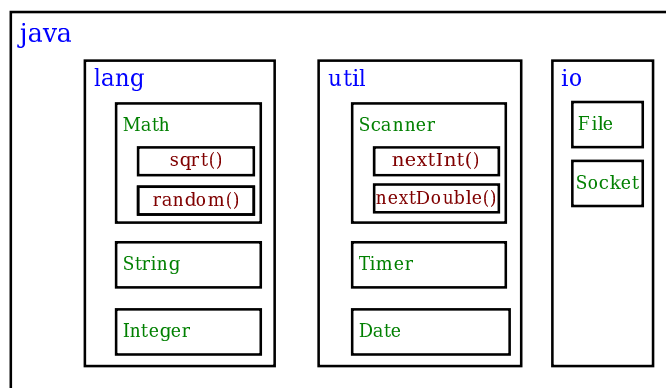 java
lang
Math
sqrt()
random()
String
Integer
util
Scanner
nextInt()
nextDouble()
Timer
Date
io
File
Socket